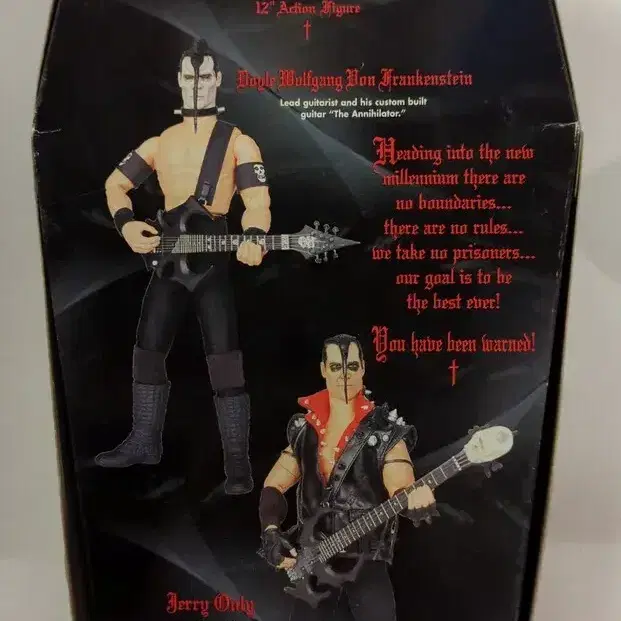 12" Action Figure
Doyle Wolfgang Von Frankenstein
Lead guitarist and his custom built
guitar "The Annihilator."
Heading into the new
millennium there are
no boundaries...
there are no rules...
we take no prisoners...
our goal is to be
the best ever!
You have been warned!
Jerry Only